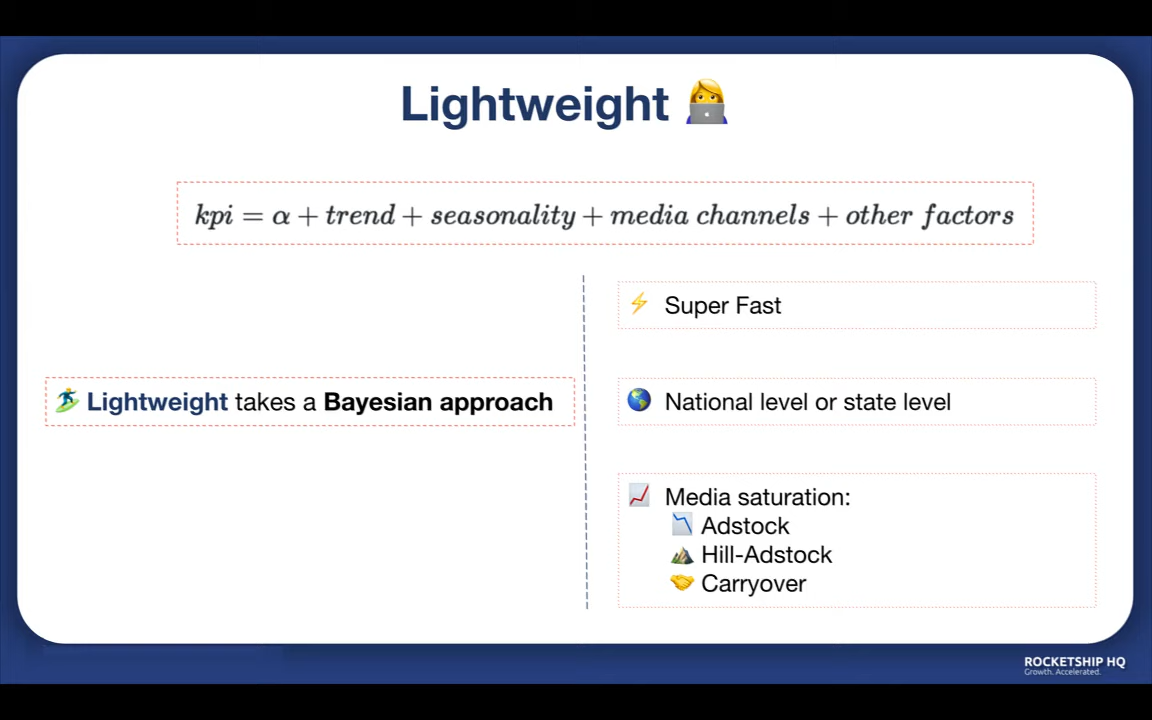 Lightweight 👩‍💻
kpi = α + trend + seasonality + media channels + other factors
🏄 Lightweight takes a Bayesian approach
⚡ Super Fast
🌎 National level or state level
📈 Media saturation:
📉 Adstock
⛰️ Hill-Adstock
🤝 Carryover
ROCKETSHIP HQ
Growth. Accelerated.